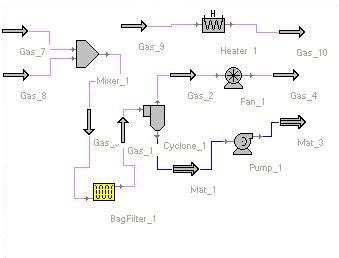 H
Gas_7
Gas_9
Heater_1
Gas_10
Gas_8
Mixer_1
Gas_2
Fan_1
Gas_4
Gas_
Gas_1
Cyclone_1
Mat_3
Pump_1
Mat_1
BagFilter_1